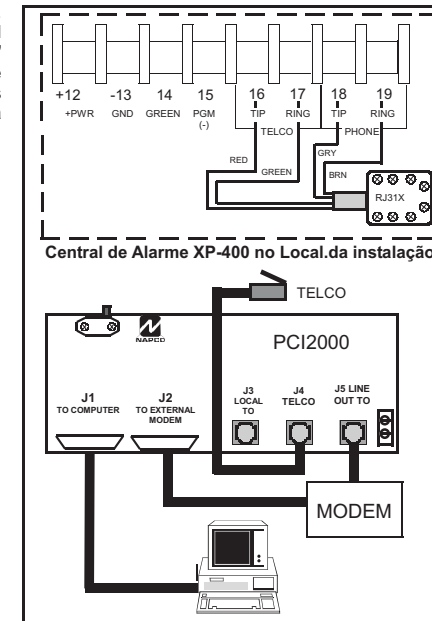 +12 -13 14 15 16 17 18 19
+PWR GND GREEN PGM TIP RING TIP RING
(-)
TELCO PHONE
RED
GRY
GREEN
BRN
RJ31X
Central de Alarme XP-400 no Local.da instalação
TELCO
NAPCO
PCI2000
J1
TO COMPUTER
J2
TO EXTERNAL
MODEM
J3
LOCAL
TO
J4
TELCO
J5 LINE
OUT TO
MODEM